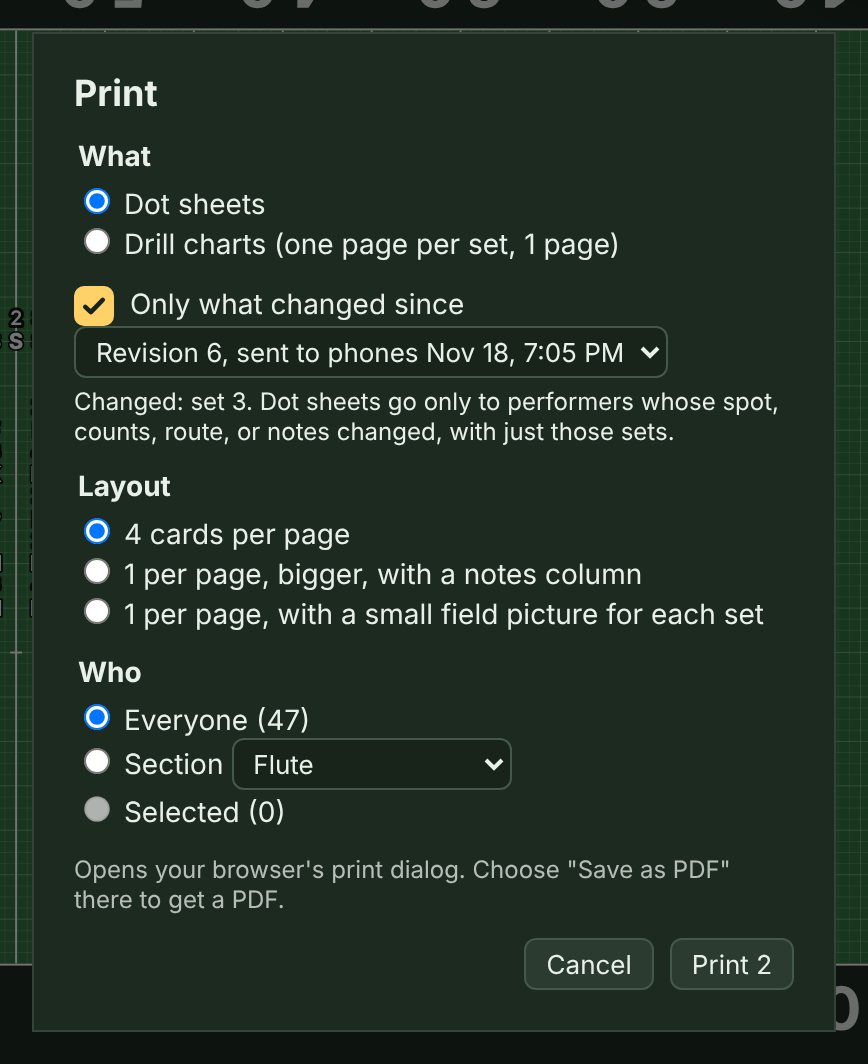 Print
What
Dot sheets
Drill charts (one page per set, 1 page)
Only what changed since
Revision 6, sent to phones Nov 18, 7:05 PM
Changed: set 3. Dot sheets go only to performers whose spot,
counts, route, or notes changed, with just those sets.
Layout
4 cards per page
1 per page, bigger, with a notes column
1 per page, with a small field picture for each set
Who
Everyone (47)
Section Flute
Selected (0)
Opens your browser's print dialog. Choose "Save as PDF"
there to get a PDF.
Cancel Print 2